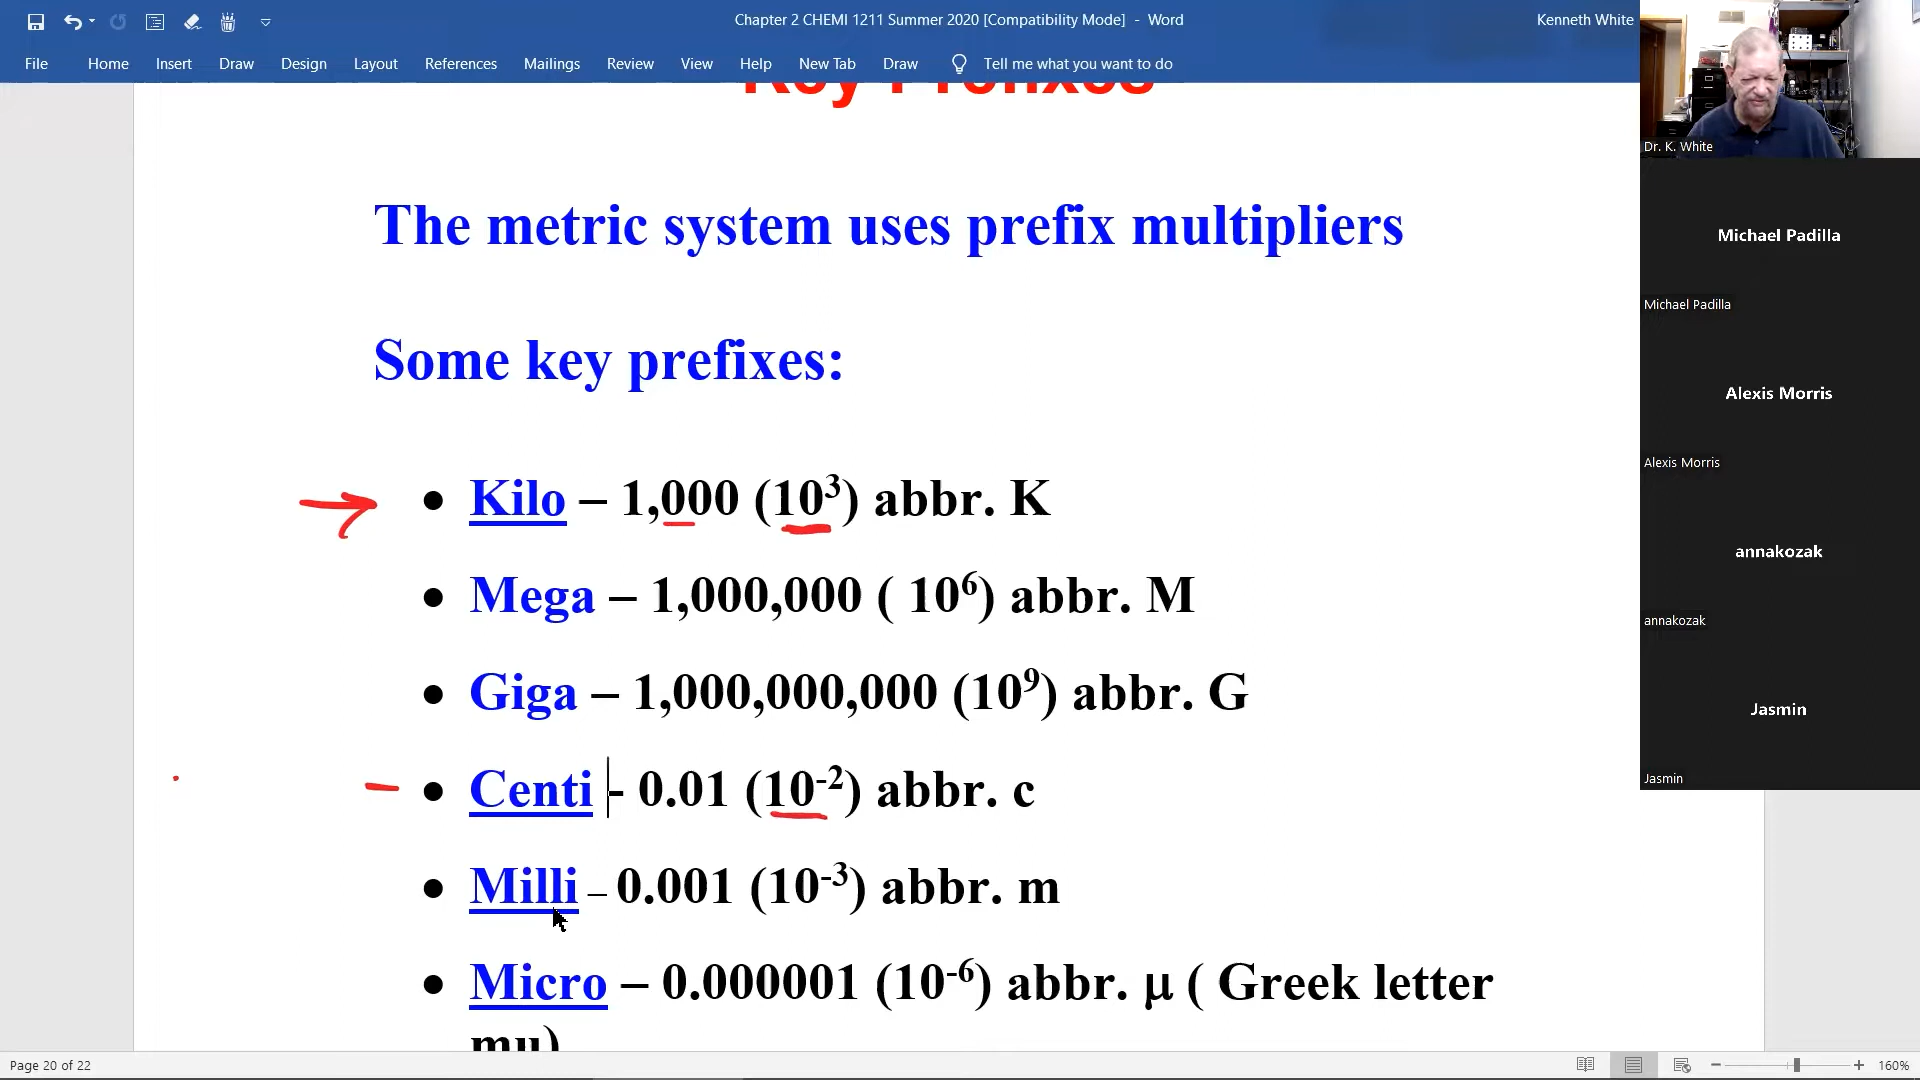 Chapter 2 CHEMI 1211 Summer 2020 [Compatibility Mode] - Word
Kenneth White
File Home Insert Draw Design Layout References Mailings Review View Help New Tab Draw Tell me what you want to do
Key Prefixes
The metric system uses prefix multipliers
Some key prefixes:
• Kilo – 1,000 (10³) abbr. K
• Mega – 1,000,000 ( 10⁶) abbr. M
• Giga – 1,000,000,000 (10⁹) abbr. G
• Centi - 0.01 (10⁻²) abbr. c
• Milli – 0.001 (10⁻³) abbr. m
• Micro – 0.000001 (10⁻⁶) abbr. μ ( Greek letter
mu)
Dr. K. White
Michael Padilla
Michael Padilla
Alexis Morris
Alexis Morris
annakozak
annakozak
Jasmin
Jasmin
Page 20 of 22
160%